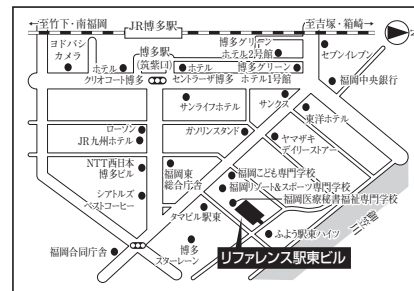 至竹下・南福岡
JR博多駅
至吉塚・箱崎
ヨドバシ
カメラ
博多駅
(筑紫口)
博多グリーン
ホテル2号館
セブンイレブン
ホテル
クリオコート博多
ホテル
セントラーザ博多
博多グリーン
ホテル1号館
福岡中央銀行
サンライフホテル
サンクス
東洋ホテル
ローソン
JR九州ホテル
ガソリンスタンド
ヤマザキ
デイリーストアー
NTT西日本
博多ビル
福岡東
総合庁舎
福岡こども専門学校
福岡リゾート&スポーツ専門学校
福岡医療秘書福祉専門学校
シアトルズ
ベストコーヒー
タマビル駅東
御笠川
福岡合同庁舎
博多
スターレーン
ふよう駅東ハイツ
リファレンス駅東ビル